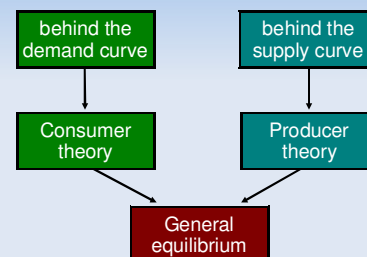 behind the
demand curve
behind the
supply curve
Consumer
theory
Producer
theory
General
equilibrium